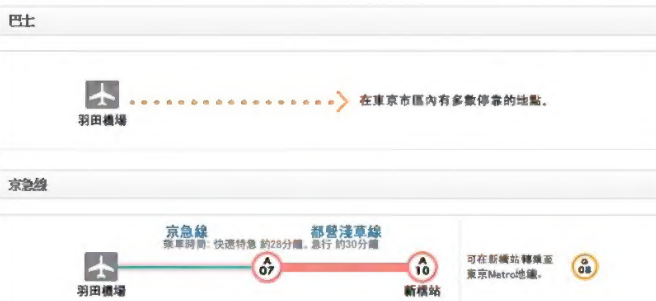 巴士
在東京市區內有多數停靠的地點。
羽田機場
京急線
京急線 都營淺草線
乘車時間: 快速特急 約28分鐘。急行 約30分鐘
A 07
A 10
羽田機場
新橋站
可在新橋站轉乘至
東京Metro地鐵。
G 08